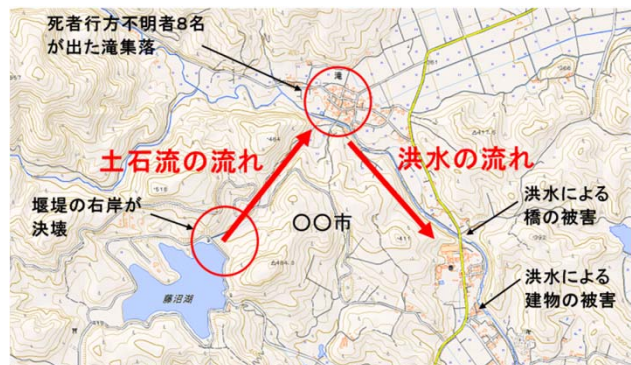 死者行方不明者8名
が出た滝集落
滝
土石流の流れ
洪水の流れ
堰堤の右岸が
決壊
〇〇市
洪水による
橋の被害
藤沼湖
洪水による
建物の被害